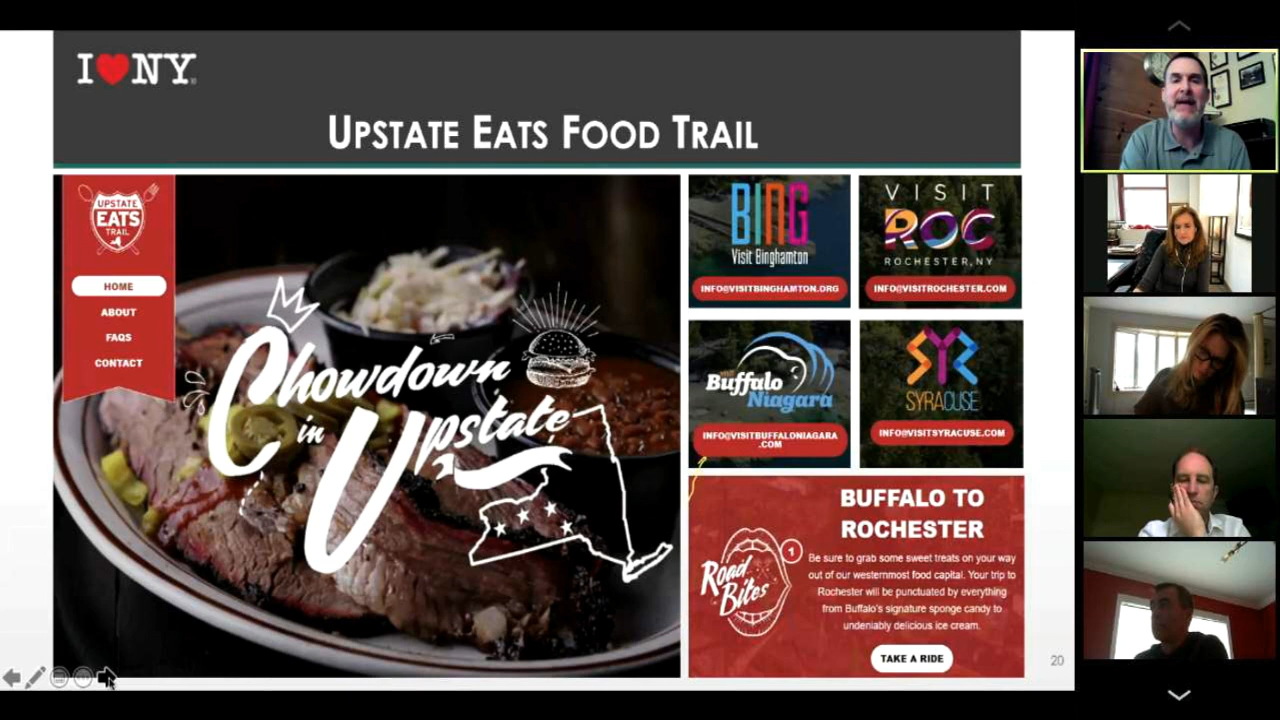 I ♥ NY
UPSTATE EATS FOOD TRAIL
UPSTATE
EATS
TRAIL
HOME
ABOUT
FAQS
CONTACT
Chowdown
in Upstate
BING
Visit Binghamton
INFO@VISITBINGHAMTON.ORG
VISIT
ROC
ROCHESTER, NY
INFO@VISITROCHESTER.COM
Buffalo
Niagara
INFO@VISITBUFFALONIAGARA
.COM
SYR
SYRACUSE
INFO@VISITSYRACUSE.COM
Road
Bites
1
BUFFALO TO
ROCHESTER
Be sure to grab some sweet treats on your way
out of our westernmost food capital. Your trip to
Rochester will be punctuated by everything
from Buffalo's signature sponge candy to
undeniably delicious ice cream.
TAKE A RIDE
20